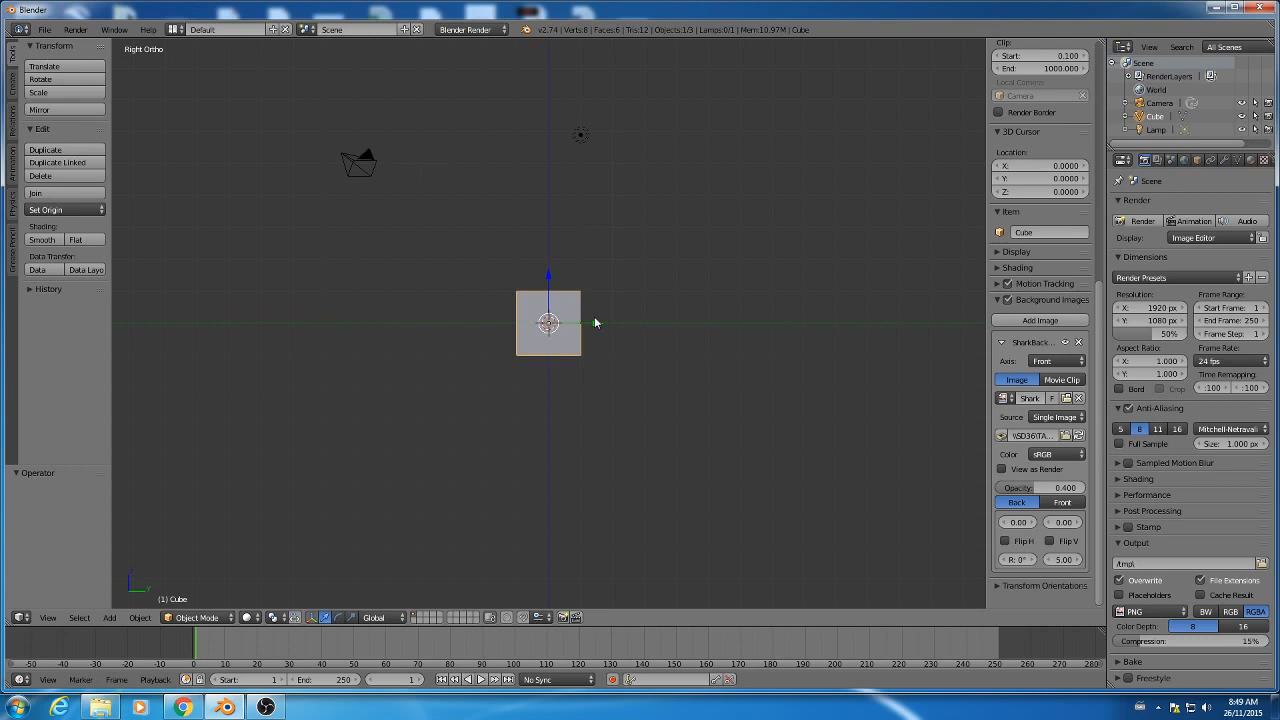 Blender
File Render Window Help Default Scene Blender Render v2.74 | Verts:8 | Faces:6 | Tris:12 | Objects:1/3 | Lamps:0/1 | Mem:10.97M | Cube
Tools
Create
Relations
Animation
Physics
Grease Pencil
Transform
Translate
Rotate
Scale
Mirror
Edit
Duplicate
Duplicate Linked
Delete
Join
Set Origin
Shading:
Smooth Flat
Data Transfer:
Data Data Layo
History
Operator
Right Ortho
(1) Cube
Clip:
Start: 0.100
End: 1000.000
Local Camera:
Camera
Render Border
3D Cursor
Location:
X: 0.0000
Y: 0.0000
Z: 0.0000
Item
Cube
Display
Shading
Motion Tracking
Background Images
Add Image
SharkBack...
Axis: Front
Image Movie Clip
Shark F
Source Single Image
\\SD36\TA...
Color sRGB
View as Render
Opacity: 0.400
Back Front
0.00 0.00
Flip H Flip V
R: 0° 5.00
Transform Orientations
View Search All Scenes
Scene
RenderLayers
World
Camera
Cube
Lamp
Scene
Render
Render Animation Audio
Display: Image Editor
Dimensions
Render Presets
Resolution: Frame Range:
X: 1920 px Start Frame: 1
Y: 1080 px End Frame: 250
50% Frame Step: 1
Aspect Ratio: Frame Rate:
X: 1.000 24 fps
Y: 1.000 Time Remapping:
Bord Crop :100 :100
Anti-Aliasing
5 8 11 16 Mitchell-Netravali
Full Sample Size: 1.000 px
Sampled Motion Blur
Shading
Performance
Post Processing
Stamp
Output
/tmp\
Overwrite File Extensions
Placeholders Cache Result
PNG BW RGB RGBA
Color Depth: 8 16
Compression: 15%
Bake
Freestyle
View Select Add Object Object Mode Global
-50 -40 -30 -20 -10 0 10 20 30 40 50 60 70 80 90 100 110 120 130 140 150 160 170 180 190 200 210 220 230 240 250 260 270 280
View Marker Frame Playback Start: 1 End: 250 1 No Sync
8:49 AM
26/11/2015